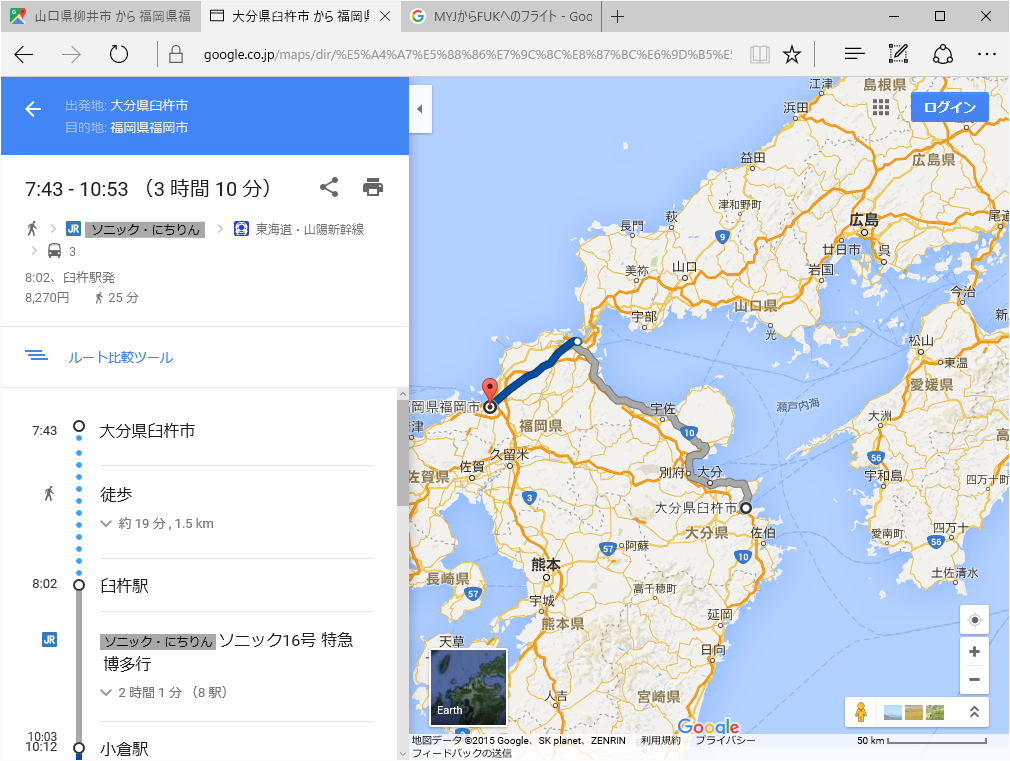 山口県柳井市 から 福岡県福
大分県臼杵市 から 福岡県
MYJからFUKへのフライト - Goo
google.co.jp/maps/dir/%E5%A4%A7%E5%88%86%E7%9C%8C%E8%87%BC%E6%9D%B5%E5
出発地: 大分県臼杵市
目的地: 福岡県福岡市
7:43 - 10:53 （3 時間 10 分）
JR ソニック・にちりん 東海道・山陽新幹線
3
8:02、臼杵駅発
8,270円 25 分
ルート比較ツール
7:43 大分県臼杵市
徒歩
約 19 分 , 1.5 km
8:02 臼杵駅
JR ソニック・にちりん ソニック16号 特急
博多行
2 時間 1 分 （8 駅）
10:03
10:12 小倉駅
ログイン
江津
島根県
浜田
益田
広島県
津和野町
萩
長門
9
広島
尾道
廿日市
呉
美祢
山口
岩国
今治
宇部
山口県
光
新
松山
東温
愛媛県
岡県福岡市
福岡県
宇佐
瀬戸内海
大洲
津
10
久留米
佐賀
佐賀県
別府
大分
56
宇和島
高
四万十町
3
大分県臼杵市
大分県
佐伯
愛南町
四万十
56
57
阿蘇
10
熊本
土佐清水
長崎県
57
高千穂町
宇城
延岡
熊本県
天草
日向
人吉
宮崎県
Earth
Google
地図データ ©2015 Google、SK planet、ZENRIN 利用規約 プライバシー
フィードバックの送信
50 km